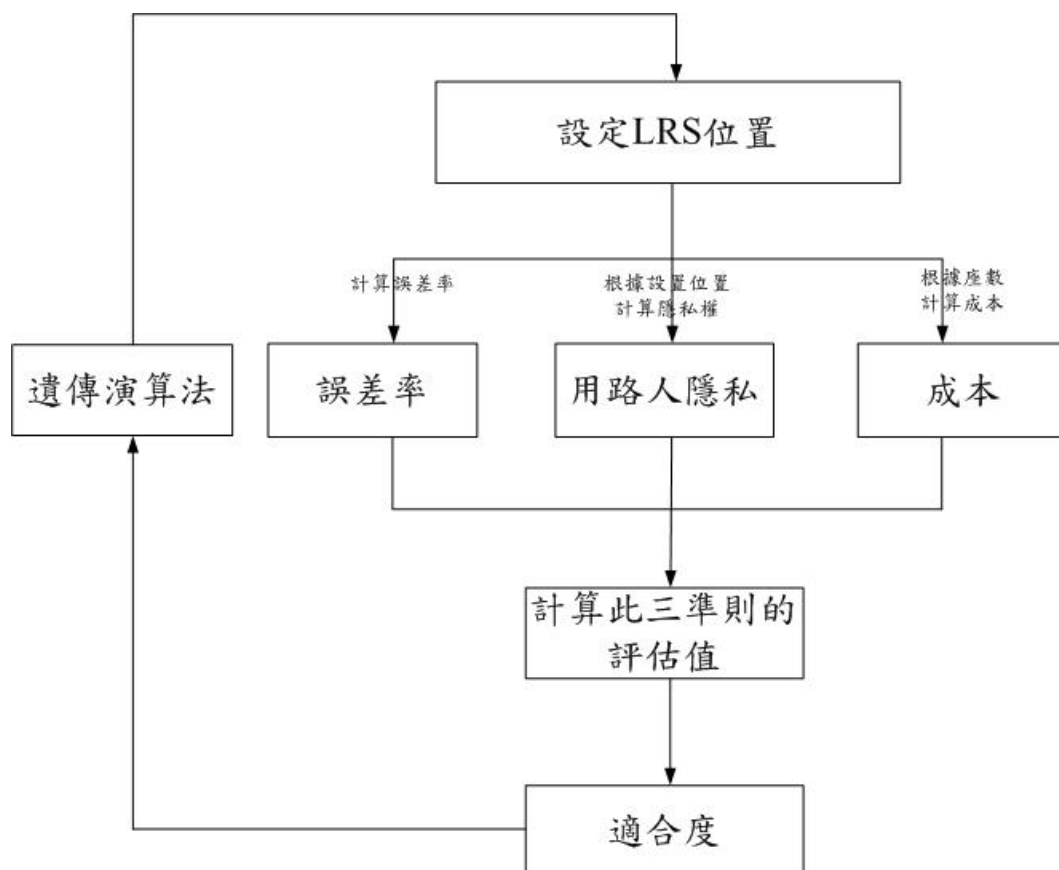 設定LRS位置
計算誤差率
根據設置位置
計算隱私權
根據座數
計算成本
遺傳演算法
誤差率
用路人隱私
成本
計算此三準則的
評估值
適合度